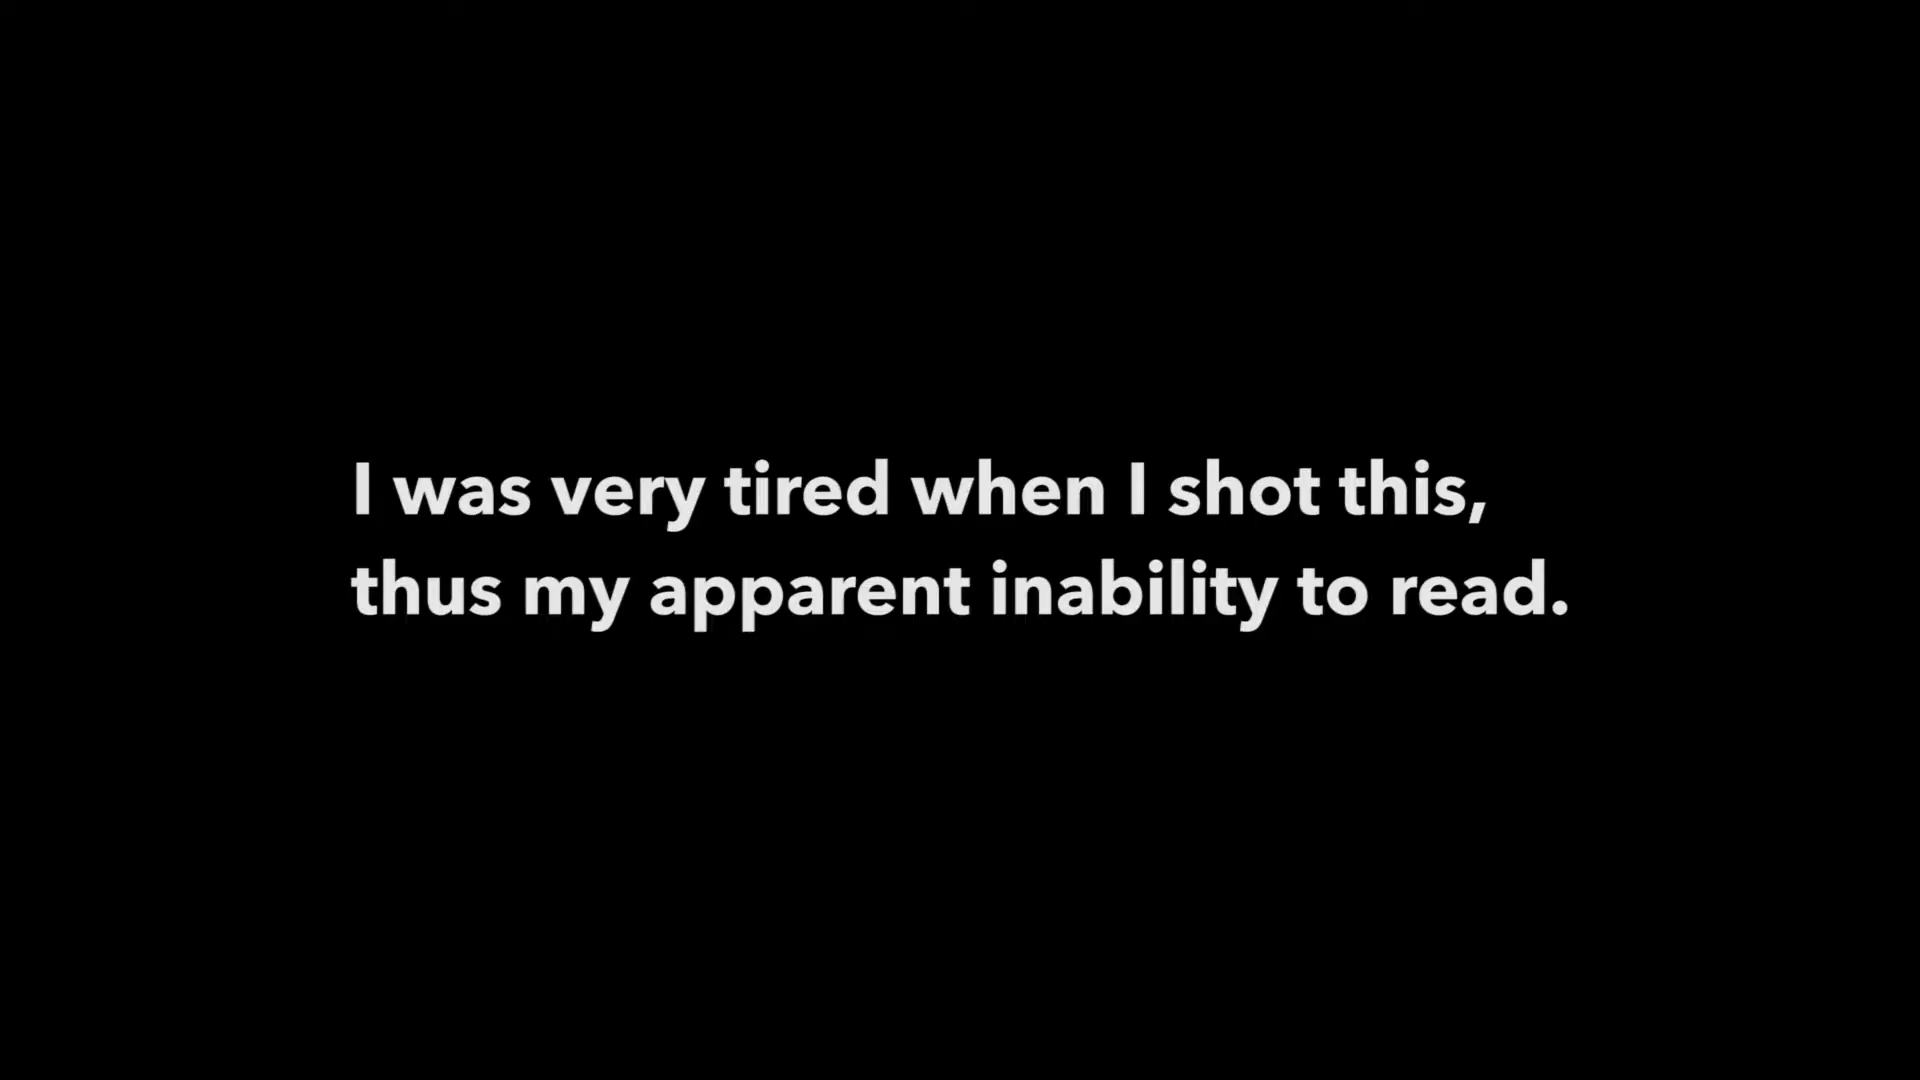 I was very tired when I shot this,
thus my apparent inability to read.